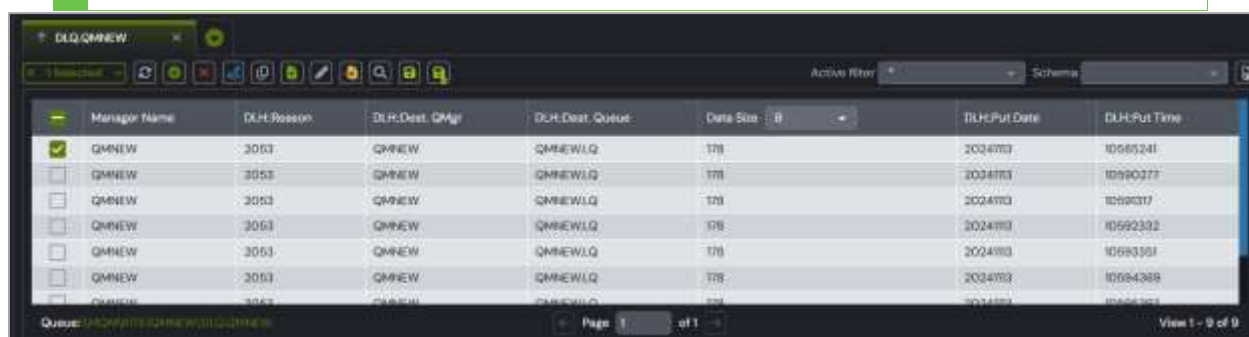 DLQ.QMNEW
1 Selected
Active filter * Schema
Manager Name DLH:Reason DLH:Dest. QMgr DLH:Dest. Queue Data Size B DLH:Put Date DLH:Put Time
QMNEW 2053 QMNEW QMNEW.LQ 178 20241113 10585241
QMNEW 2053 QMNEW QMNEW.LQ 178 20241113 10590277
QMNEW 2053 QMNEW QMNEW.LQ 178 20241113
QMNEW 2053 QMNEW QMNEW.LQ 178 20241113 10592332
QMNEW 2053 QMNEW QMNEW.LQ 178 20241113
QMNEW 2053 QMNEW QMNEW.LQ 178 20241113 10594369
Queue: Page 1 of 1 View 1 - 9 of 9